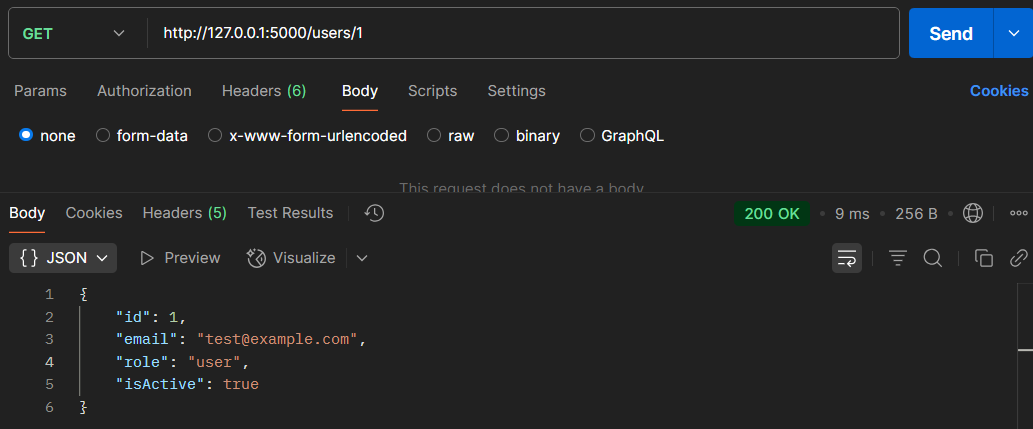 GET http://127.0.0.1:5000/users/1 Send
Params Authorization Headers (6) Body Scripts Settings Cookies
none form-data x-www-form-urlencoded raw binary GraphQL
This request does not have a body
Body Cookies Headers (5) Test Results 200 OK • 9 ms • 256 B •
{} JSON Preview Visualize
1 {
2 "id": 1,
3 "email": "test@example.com",
4 "role": "user",
5 "isActive": true
6 }